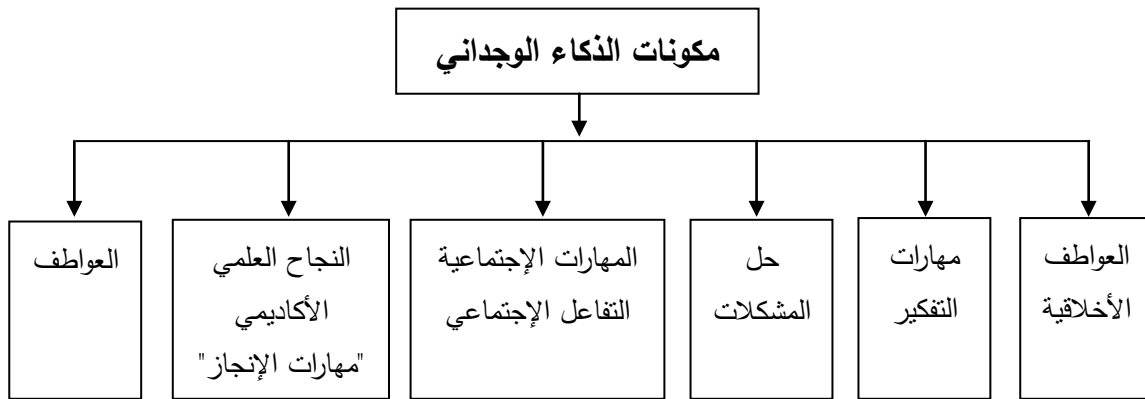 مكونات الذكاء الوجداني
العواطف
الأخلاقية
مهارات
التفكير
حل
المشكلات
المهارات الإجتماعية
التفاعل الإجتماعي
النجاح العلمي
الأكاديمي
"مهارات الإنجاز"
العواطف